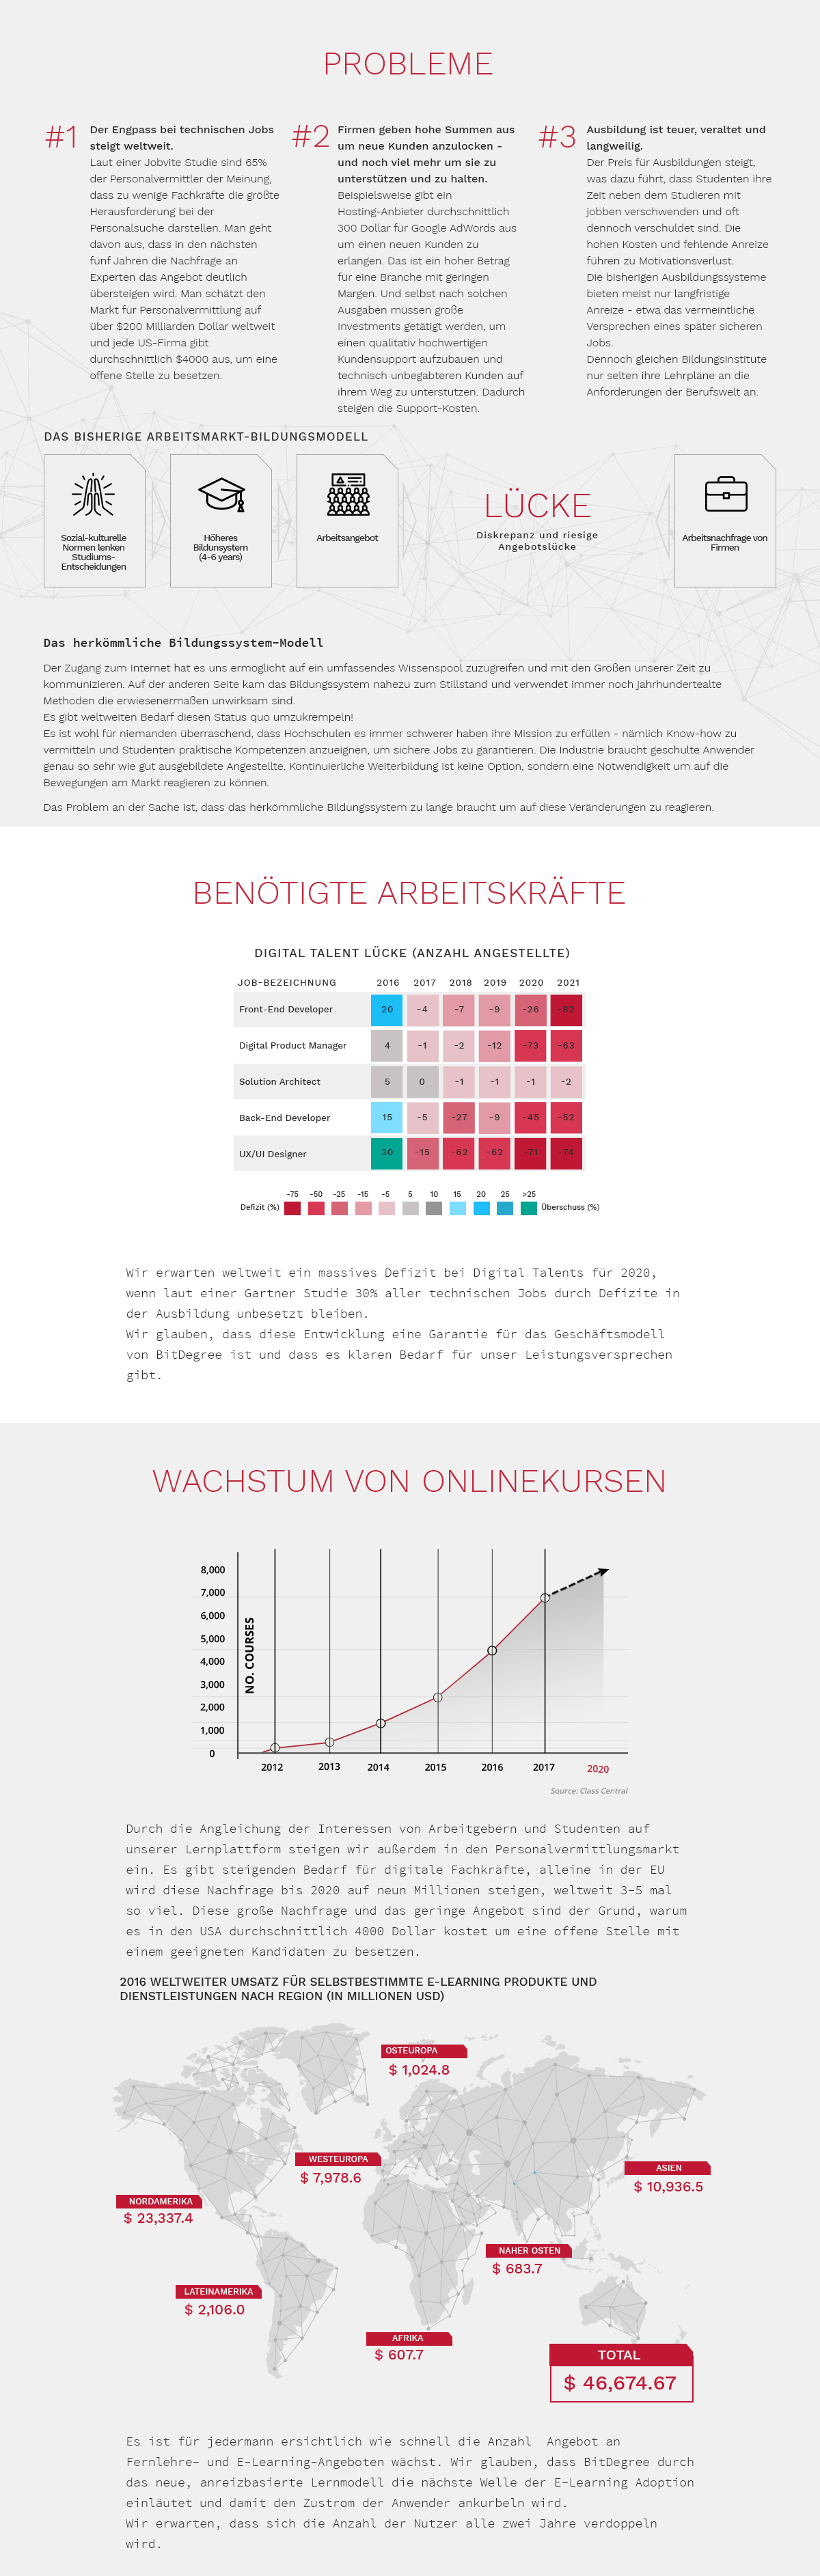 PROBLEME
#1
Der Engpass bei technischen Jobs
steigt weltweit.
Laut einer Jobvite Studie sind 65%
der Personalvermittler der Meinung,
dass zu wenige Fachkräfte die größte
Herausforderung bei der
Personalsuche darstellen. Man geht
davon aus, dass in den nächsten
fünf Jahren die Nachfrage an
Experten das Angebot deutlich
übersteigen wird. Man schätzt den
Markt für Personalvermittlung auf
über $200 Milliarden Dollar weltweit
und jede US-Firma gibt
durchschnittlich $4000 aus, um eine
offene Stelle zu besetzen.
#2
Firmen geben hohe Summen aus
um neue Kunden anzulocken -
und noch viel mehr um sie zu
unterstützen und zu halten.
Beispielsweise gibt ein
Hosting-Anbieter durchschnittlich
300 Dollar für Google AdWords aus
um einen neuen Kunden zu
erlangen. Das ist ein hoher Betrag
für eine Branche mit geringen
Margen. Und selbst nach solchen
Ausgaben müssen große
Investments getätigt werden, um
einen qualitativ hochwertigen
Kundensupport aufzubauen und
technisch unbegabteren Kunden auf
ihrem Weg zu unterstützen. Dadurch
steigen die Support-Kosten.
#3
Ausbildung ist teuer, veraltet und
langweilig.
Der Preis für Ausbildungen steigt,
was dazu führt, dass Studenten ihre
Zeit neben dem Studieren mit
jobben verschwenden und oft
dennoch verschuldet sind. Die
hohen Kosten und fehlende Anreize
führen zu Motivationsverlust.
Die bisherigen Ausbildungssysteme
bieten meist nur langfristige
Anreize - etwa das vermeintliche
Versprechen eines später sicheren
Jobs.
Dennoch gleichen Bildungsinstitute
nur selten ihre Lehrpläne an die
Anforderungen der Berufswelt an.
DAS BISHERIGE ARBEITSMARKT-BILDUNGSMODELL
Sozial-kulturelle
Normen lenken
Studiums-
Entscheidungen
Höheres
Bildunsystem
(4-6 years)
Arbeitsangebot
LÜCKE
Diskrepanz und riesige
Angebotslücke
Arbeitsnachfrage von
Firmen
Das herkömmliche Bildungssystem-Modell
Der Zugang zum Internet hat es uns ermöglicht auf ein umfassendes Wissenspool zuzugreifen und mit den Größen unserer Zeit zu
kommunizieren. Auf der anderen Seite kam das Bildungssystem nahezu zum Stillstand und verwendet immer noch jahrhundertealte
Methoden die erwiesenermaßen unwirksam sind.
Es gibt weltweiten Bedarf diesen Status quo umzukrempeln!
Es ist wohl für niemanden überraschend, dass Hochschulen es immer schwerer haben ihre Mission zu erfüllen - nämlich Know-how zu
vermitteln und Studenten praktische Kompetenzen anzueignen, um sichere Jobs zu garantieren. Die Industrie braucht geschulte Anwender
genau so sehr wie gut ausgebildete Angestellte. Kontinuierliche Weiterbildung ist keine Option, sondern eine Notwendigkeit um auf die
Bewegungen am Markt reagieren zu können.
Das Problem an der Sache ist, dass das herkömmliche Bildungssystem zu lange braucht um auf diese Veränderungen zu reagieren.
BENÖTIGTE ARBEITSKRÄFTE
DIGITAL TALENT LÜCKE (ANZAHL ANGESTELLTE)
JOB-BEZEICHNUNG 2016 2017 2018 2019 2020 2021
Front-End Developer 20 -4 -7 -9 -26 -82
Digital Product Manager 4 -1 -2 -12 -73 -63
Solution Architect 5 0 -1 -1 -1 -2
Back-End Developer 15 -5 -27 -9 -45 -52
UX/UI Designer 30 -15 -62 -62 -71 -74
-75 -50 -25 -15 -5 5 10 15 20 25 >25
Defizit (%) Überschuss (%)
Wir erwarten weltweit ein massives Defizit bei Digital Talents für 2020,
wenn laut einer Gartner Studie 30% aller technischen Jobs durch Defizite in
der Ausbildung unbesetzt bleiben.
Wir glauben, dass diese Entwicklung eine Garantie für das Geschäftsmodell
von BitDegree ist und dass es klaren Bedarf für unser Leistungsversprechen
gibt.
WACHSTUM VON ONLINEKURSEN
8,000
7,000
6,000
5,000
4,000
3,000
2,000
1,000
0
NO. COURSES
2012 2013 2014 2015 2016 2017 2020
Source: Class Central
Durch die Angleichung der Interessen von Arbeitgebern und Studenten auf
unserer Lernplattform steigen wir außerdem in den Personalvermittlungsmarkt
ein. Es gibt steigenden Bedarf für digitale Fachkräfte, alleine in der EU
wird diese Nachfrage bis 2020 auf neun Millionen steigen, weltweit 3-5 mal
so viel. Diese große Nachfrage und das geringe Angebot sind der Grund, warum
es in den USA durchschnittlich 4000 Dollar kostet um eine offene Stelle mit
einem geeigneten Kandidaten zu besetzen.
2016 WELTWEITER UMSATZ FÜR SELBSTBESTIMMTE E-LEARNING PRODUKTE UND
DIENSTLEISTUNGEN NACH REGION (IN MILLIONEN USD)
OSTEUROPA
$ 1,024.8
WESTEUROPA
$ 7,978.6
ASIEN
$ 10,936.5
NORDAMERIKA
$ 23,337.4
NAHER OSTEN
$ 683.7
LATEINAMERIKA
$ 2,106.0
AFRIKA
$ 607.7
TOTAL
$ 46,674.67
Es ist für jedermann ersichtlich wie schnell die Anzahl  Angebot an
Fernlehre- und E-Learning-Angeboten wächst. Wir glauben, dass BitDegree durch
das neue, anreizbasierte Lernmodell die nächste Welle der E-Learning Adoption
einläutet und damit den Zustrom der Anwender ankurbeln wird.
Wir erwarten, dass sich die Anzahl der Nutzer alle zwei Jahre verdoppeln
wird.